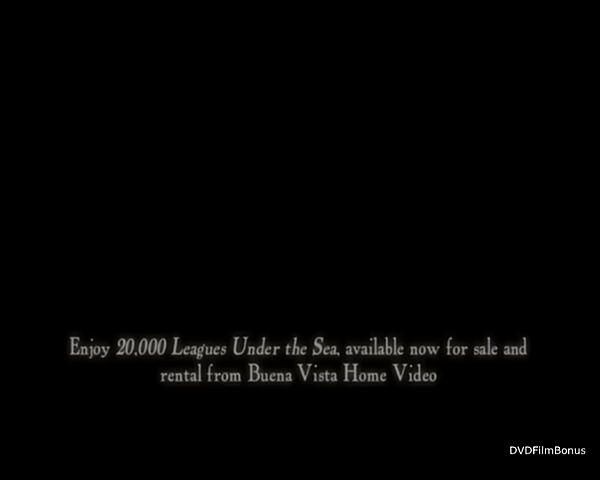 Enjoy 20,000 Leagues Under the Sea, available now for sale and
rental from Buena Vista Home Video
DVDFilmBonus